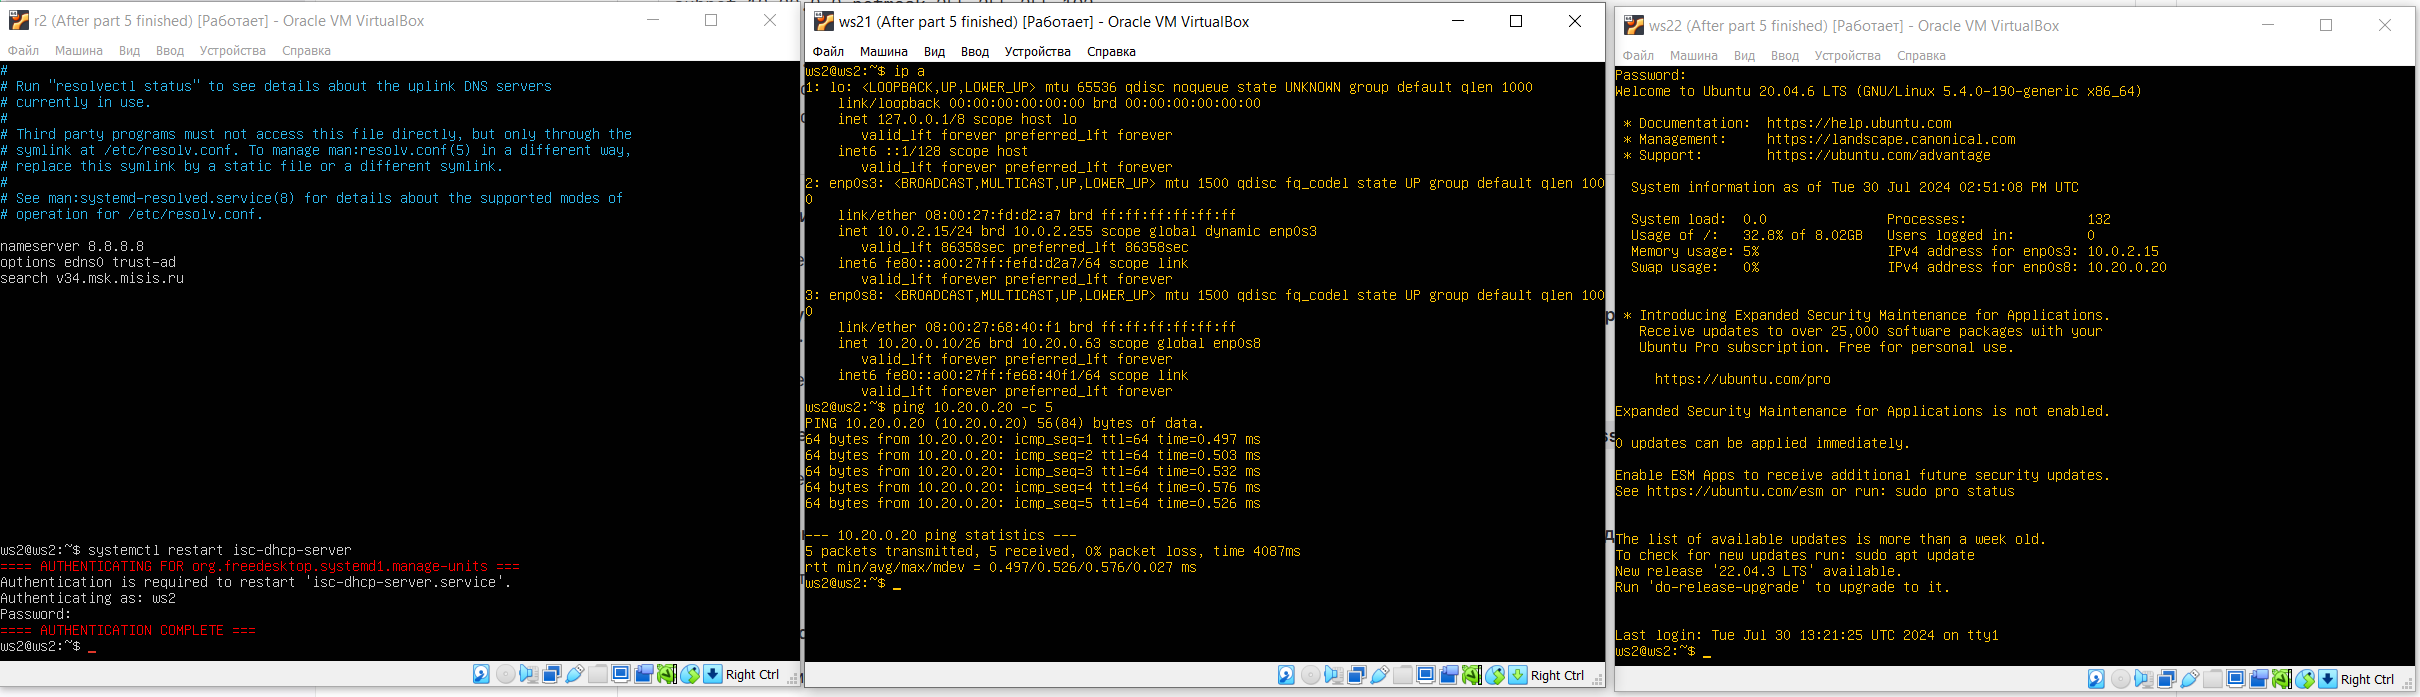 r2 (After part 5 finished) [Работает] - Oracle VM VirtualBox
Файл Машина Вид Ввод Устройства Справка
#
# Run "resolvectl status" to see details about the uplink DNS servers
# currently in use.
#
# Third party programs must not access this file directly, but only through the
# symlink at /etc/resolv.conf. To manage man:resolv.conf(5) in a different way,
# replace this symlink by a static file or a different symlink.
#
# See man:systemd-resolved.service(8) for details about the supported modes of
# operation for /etc/resolv.conf.
nameserver 8.8.8.8
options edns0 trust-ad
search v34.msk.misis.ru
ws2@ws2:~$ systemctl restart isc-dhcp-server
==== AUTHENTICATING FOR org.freedesktop.systemd1.manage-units ===
Authentication is required to restart 'isc-dhcp-server.service'.
Authenticating as: ws2
Password:
==== AUTHENTICATION COMPLETE ===
ws2@ws2:~$ _
Right Ctrl
ws21 (After part 5 finished) [Работает] - Oracle VM VirtualBox
Файл Машина Вид Ввод Устройства Справка
ws2@ws2:~$ ip a
1: lo: <LOOPBACK,UP,LOWER_UP> mtu 65536 qdisc noqueue state UNKNOWN group default qlen 1000
link/loopback 00:00:00:00:00:00 brd 00:00:00:00:00:00
inet 127.0.0.1/8 scope host lo
valid_lft forever preferred_lft forever
inet6 ::1/128 scope host
valid_lft forever preferred_lft forever
2: enp0s3: <BROADCAST,MULTICAST,UP,LOWER_UP> mtu 1500 qdisc fq_codel state UP group default qlen 100
0
link/ether 08:00:27:fd:d2:a7 brd ff:ff:ff:ff:ff:ff
inet 10.0.2.15/24 brd 10.0.2.255 scope global dynamic enp0s3
valid_lft 86358sec preferred_lft 86358sec
inet6 fe80::a00:27ff:fefd:d2a7/64 scope link
valid_lft forever preferred_lft forever
3: enp0s8: <BROADCAST,MULTICAST,UP,LOWER_UP> mtu 1500 qdisc fq_codel state UP group default qlen 100
0
link/ether 08:00:27:68:40:f1 brd ff:ff:ff:ff:ff:ff
inet 10.20.0.10/26 brd 10.20.0.63 scope global enp0s8
valid_lft forever preferred_lft forever
inet6 fe80::a00:27ff:fe68:40f1/64 scope link
valid_lft forever preferred_lft forever
ws2@ws2:~$ ping 10.20.0.20 -c 5
PING 10.20.0.20 (10.20.0.20) 56(84) bytes of data.
64 bytes from 10.20.0.20: icmp_seq=1 ttl=64 time=0.497 ms
64 bytes from 10.20.0.20: icmp_seq=2 ttl=64 time=0.503 ms
64 bytes from 10.20.0.20: icmp_seq=3 ttl=64 time=0.532 ms
64 bytes from 10.20.0.20: icmp_seq=4 ttl=64 time=0.576 ms
64 bytes from 10.20.0.20: icmp_seq=5 ttl=64 time=0.526 ms
--- 10.20.0.20 ping statistics ---
5 packets transmitted, 5 received, 0% packet loss, time 4087ms
rtt min/avg/max/mdev = 0.497/0.526/0.576/0.027 ms
ws2@ws2:~$ _
Right Ctrl
ws22 (After part 5 finished) [Работает] - Oracle VM VirtualBox
Файл Машина Вид Ввод Устройства Справка
Password:
Welcome to Ubuntu 20.04.6 LTS (GNU/Linux 5.4.0-190-generic x86_64)
* Documentation: https://help.ubuntu.com
* Management: https://landscape.canonical.com
* Support: https://ubuntu.com/advantage
System information as of Tue 30 Jul 2024 02:51:08 PM UTC
System load: 0.0 Processes: 132
Usage of /: 32.8% of 8.02GB Users logged in: 0
Memory usage: 5% IPv4 address for enp0s3: 10.0.2.15
Swap usage: 0% IPv4 address for enp0s8: 10.20.0.20
* Introducing Expanded Security Maintenance for Applications.
Receive updates to over 25,000 software packages with your
Ubuntu Pro subscription. Free for personal use.
https://ubuntu.com/pro
Expanded Security Maintenance for Applications is not enabled.
0 updates can be applied immediately.
Enable ESM Apps to receive additional future security updates.
See https://ubuntu.com/esm or run: sudo pro status
The list of available updates is more than a week old.
To check for new updates run: sudo apt update
New release '22.04.3 LTS' available.
Run 'do-release-upgrade' to upgrade to it.
Last login: Tue Jul 30 13:21:25 UTC 2024 on tty1
ws2@ws2:~$ _
Right Ctrl